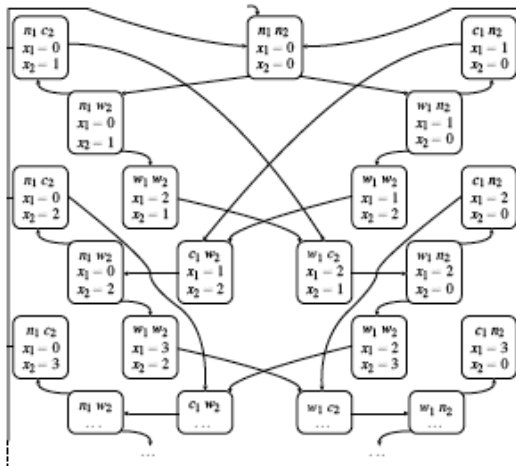 n₁ c₂
x₁ = 0
x₂ = 1
n₁ n₂
x₁ = 0
x₂ = 0
c₁ n₂
x₁ = 1
x₂ = 0
n₁ w₂
x₁ = 0
x₂ = 1
w₁ n₂
x₁ = 1
x₂ = 0
n₁ c₂
x₁ = 0
x₂ = 2
w₁ w₂
x₁ = 2
x₂ = 1
w₁ w₂
x₁ = 1
x₂ = 2
c₁ n₂
x₁ = 2
x₂ = 0
n₁ w₂
x₁ = 0
x₂ = 2
c₁ w₂
x₁ = 1
x₂ = 2
w₁ c₂
x₁ = 2
x₂ = 1
w₁ n₂
x₁ = 2
x₂ = 0
n₁ c₂
x₁ = 0
x₂ = 3
w₁ w₂
x₁ = 3
x₂ = 2
w₁ w₂
x₁ = 2
x₂ = 3
c₁ n₂
x₁ = 3
x₂ = 0
n₁ w₂
...
c₁ w₂
...
w₁ c₂
...
w₁ n₂
...
...
...